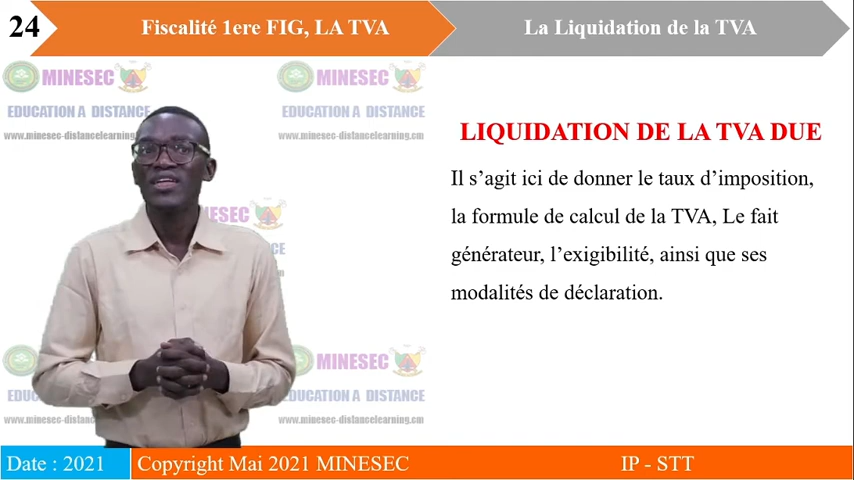 24
Fiscalité 1ere FIG, LA TVA
La Liquidation de la TVA
MINESEC
MINESEC
EDUCATION A DISTANCE
EDUCATION A DISTANCE
www.minesec-distancelearning.cm
www.minesec-distancelearning.cm
LIQUIDATION DE LA TVA DUE
Il s’agit ici de donner le taux d’imposition,
la formule de calcul de la TVA, Le fait
générateur, l’exigibilité, ainsi que ses
modalités de déclaration.
MINESEC
MINESEC
EDUCATION A DISTANCE
www.minesec-distancelearning.cm
Date : 2021
Copyright Mai 2021 MINESEC
IP - STT